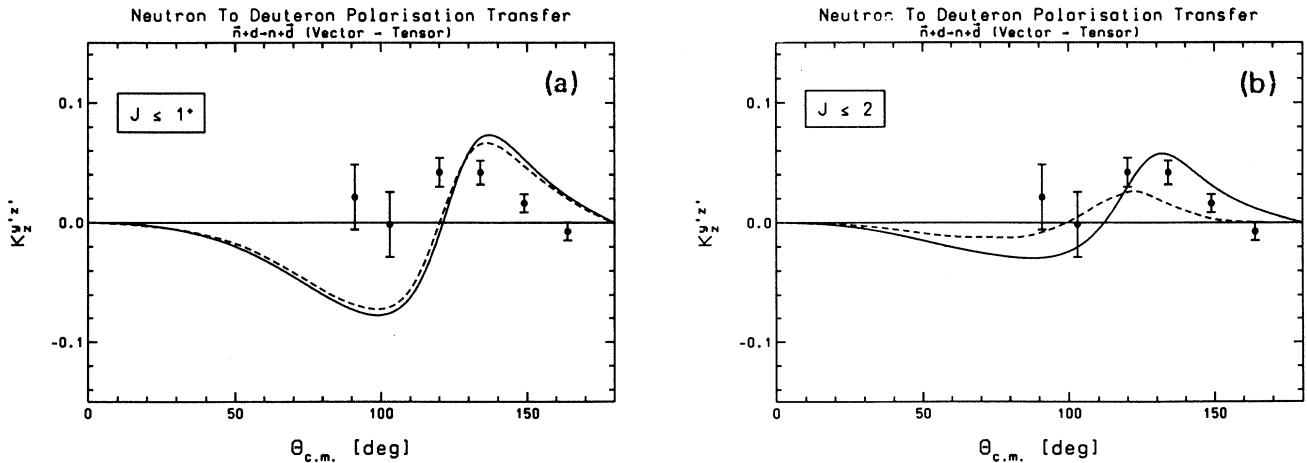 Neutron To Deuteron Polarisation Transfer
n⃗+d→n+d⃗ (Vector - Tensor)
(a)
J ≤ 1⁺
0.1
0.0
-0.1
K_z^{y'z'}
0 50 100 150
Θc.m. [deg]
Neutron To Deuteron Polarisation Transfer
n⃗+d→n+d⃗ (Vector - Tensor)
(b)
J ≤ 2
0.1
0.0
-0.1
K_z^{y'z'}
0 50 100 150
Θc.m. [deg]